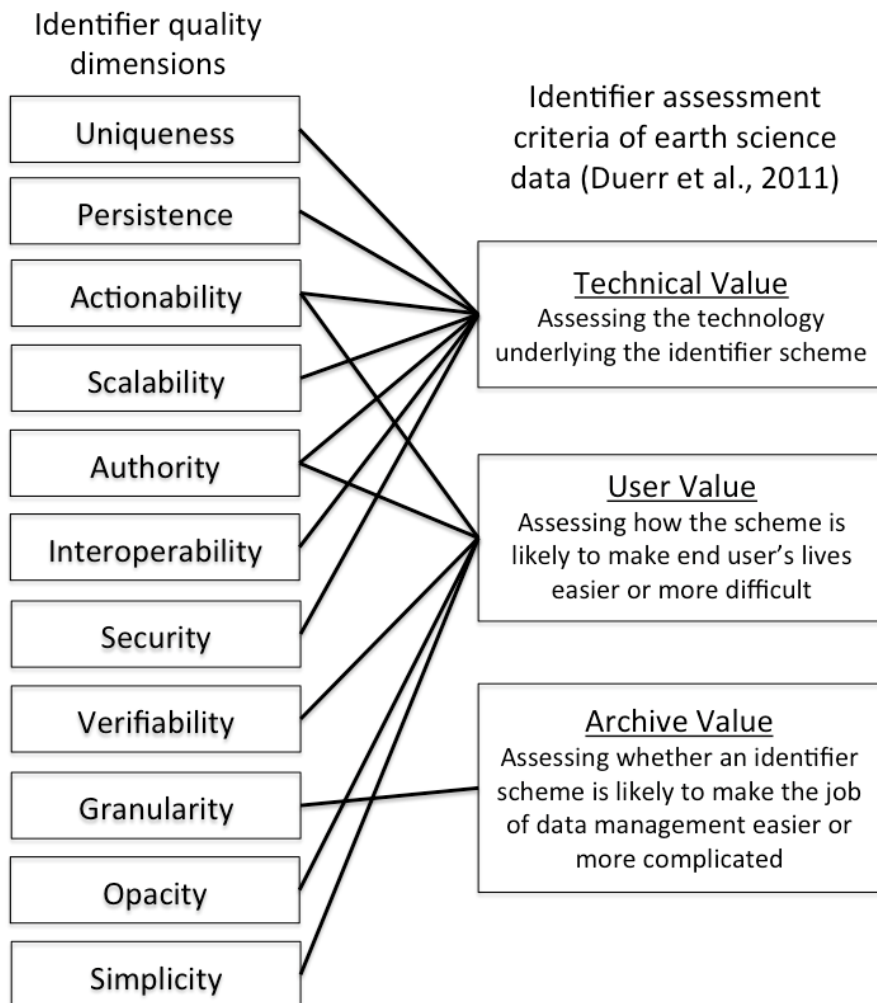 Identifier quality
dimensions
Uniqueness
Persistence
Actionability
Scalability
Authority
Interoperability
Security
Verifiability
Granularity
Opacity
Simplicity
Identifier assessment
criteria of earth science
data (Duerr et al., 2011)
Technical Value
Assessing the technology
underlying the identifier scheme
User Value
Assessing how the scheme is
likely to make end user's lives
easier or more difficult
Archive Value
Assessing whether an identifier
scheme is likely to make the job
of data management easier or
more complicated